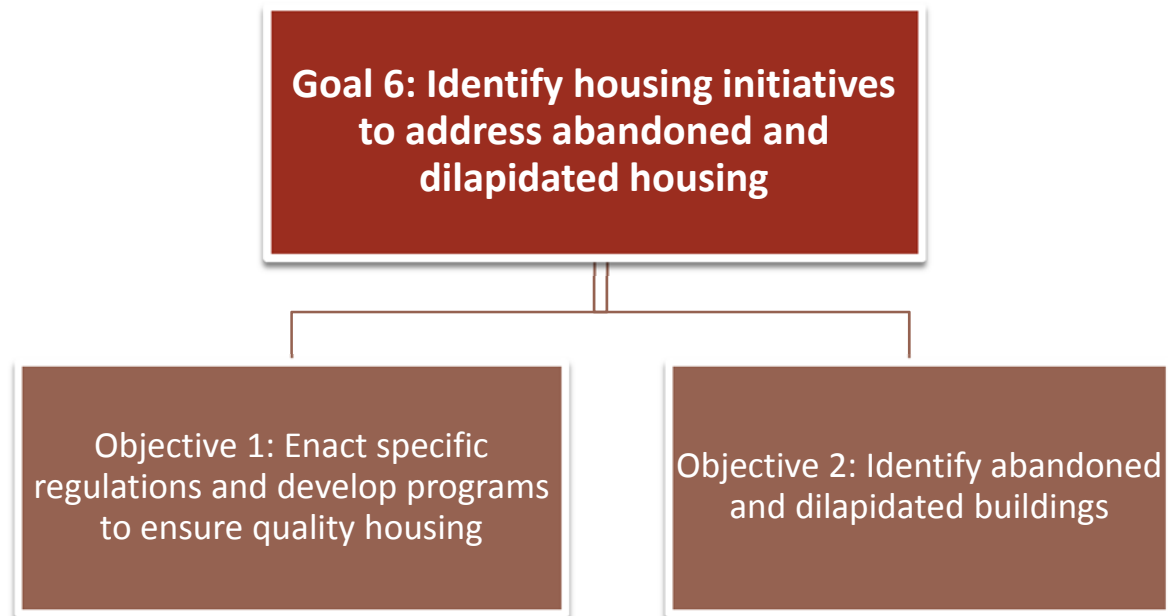 Goal 6: Identify housing initiatives
to address abandoned and
dilapidated housing
Objective 1: Enact specific
regulations and develop programs
to ensure quality housing
Objective 2: Identify abandoned
and dilapidated buildings